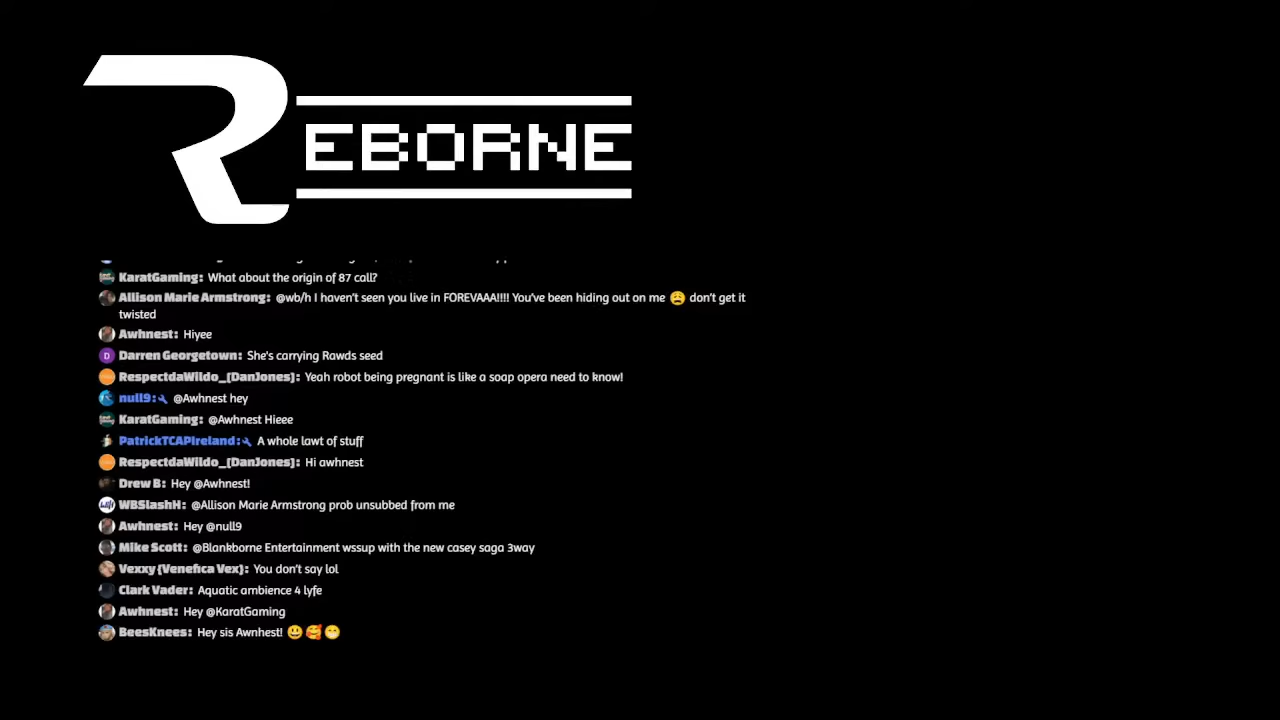 REBORNE
KaratGaming: What about the origin of 87 call?
Allison Marie Armstrong: @wb/h I haven't seen you live in FOREVAAA!!!! You've been hiding out on me 😩 don't get it
twisted
Awhnest: Hiyee
D Darren Georgetown: She's carrying Rawds seed
RespectdaWildo_(DanJones): Yeah robot being pregnant is like a soap opera need to know!
null9: @Awhnest hey
KaratGaming: @Awhnest Hieee
PatrickTCAPIreland: A whole lawt of stuff
RespectdaWildo_(DanJones): Hi awhnest
Drew B: Hey @Awhnest!
WBSlashH: @Allison Marie Armstrong prob unsubbed from me
Awhnest: Hey @null9
Mike Scott: @Blankborne Entertainment wssup with the new casey saga 3way
Vexxy (Venefica Vex): You don't say lol
Clark Vader: Aquatic ambience 4 lyfe
Awhnest: Hey @KaratGaming
BeesKnees: Hey sis Awnhest! 😃 🥰 😁